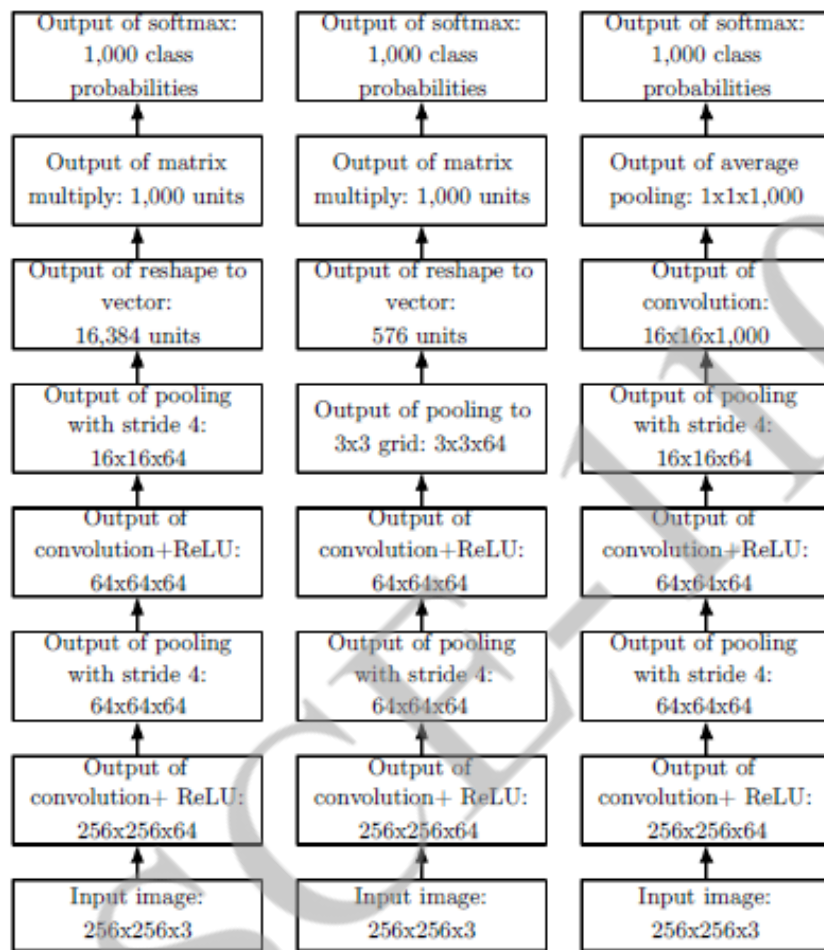 Output of softmax:
1,000 class
probabilities
Output of matrix
multiply: 1,000 units
Output of reshape to
vector:
16,384 units
Output of pooling
with stride 4:
16x16x64
Output of
convolution+ReLU:
64x64x64
Output of pooling
with stride 4:
64x64x64
Output of
convolution+ ReLU:
256x256x64
Input image:
256x256x3
Output of softmax:
1,000 class
probabilities
Output of matrix
multiply: 1,000 units
Output of reshape to
vector:
576 units
Output of pooling to
3x3 grid: 3x3x64
Output of
convolution+ReLU:
64x64x64
Output of pooling
with stride 4:
64x64x64
Output of
convolution+ ReLU:
256x256x64
Input image:
256x256x3
Output of softmax:
1,000 class
probabilities
Output of average
pooling: 1x1x1,000
Output of
convolution:
16x16x1,000
Output of pooling
with stride 4:
16x16x64
Output of
convolution+ReLU:
64x64x64
Output of pooling
with stride 4:
64x64x64
Output of
convolution+ ReLU:
256x256x64
Input image:
256x256x3
SCE-110